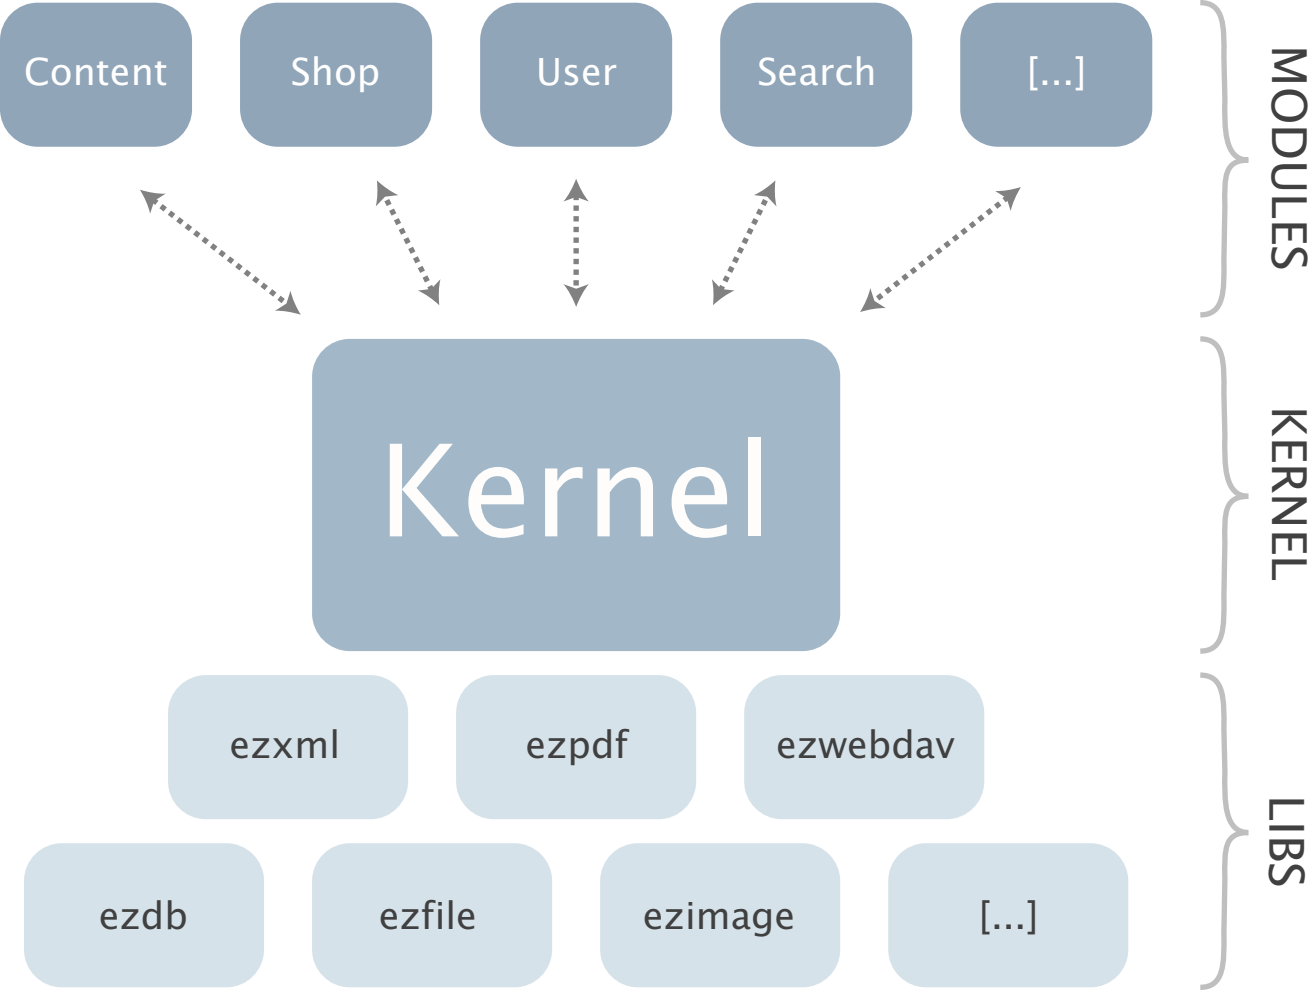 Content
Shop
User
Search
[...]
MODULES
Kernel
KERNEL
ezxml
ezpdf
ezwebdav
LIBS
ezdb
ezfile
ezimage
[...]